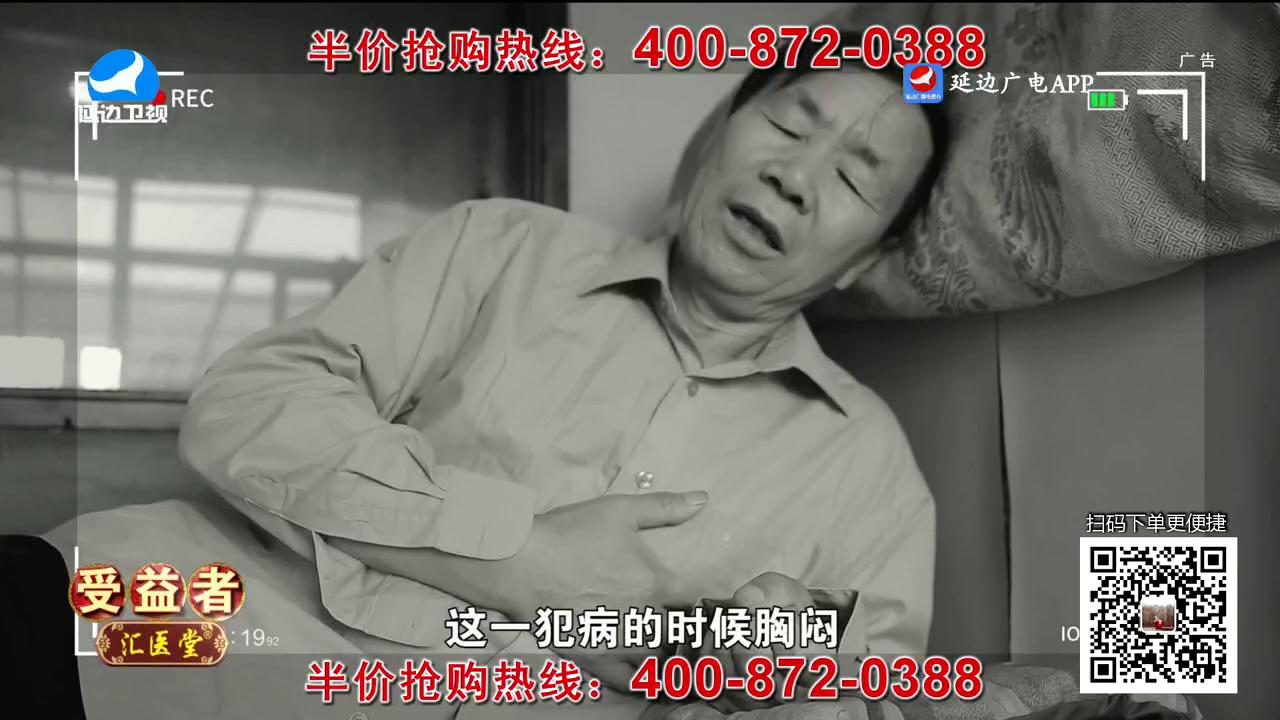 半价抢购热线：400-872-0388
广告
延边卫视
REC
延边广电APP
扫码下单更便捷
受益者
汇医堂®
:1992
这一犯病的时候胸闷
半价抢购热线：400-872-0388